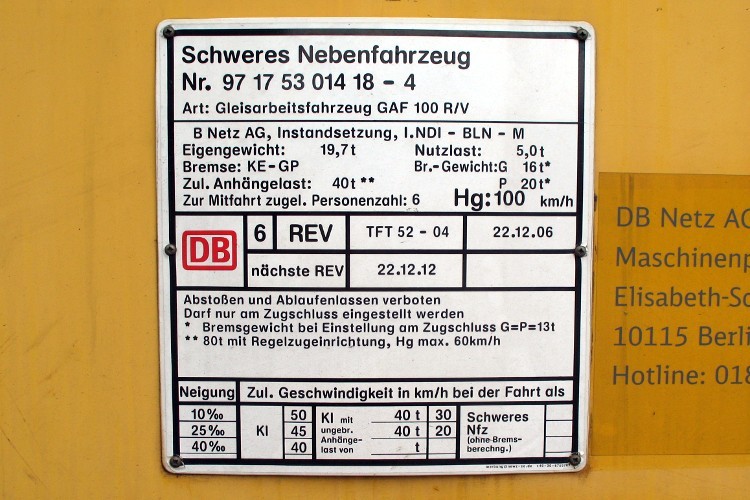 Schweres Nebenfahrzeug
Nr. 97 17 53 014 18 - 4
Art: Gleisarbeitsfahrzeug GAF 100 R/V
B Netz AG, Instandsetzung, I.NDI - BLN - M
Eigengewicht: 19,7t Nutzlast: 5,0t
Bremse: KE-GP Br.-Gewicht:G 16t*
Zul. Anhängelast: 40t ** P 20t*
Zur Mitfahrt zugel. Personenzahl: 6 Hg:100 km/h
DB 6 REV TFT 52 - 04 22.12.06
nächste REV 22.12.12
Abstoßen und Ablaufenlassen verboten
Darf nur am Zugschluss eingestellt werden
* Bremsgewicht bei Einstellung am Zugschluss G=P=13t
** 80t mit Regelzugeinrichtung, Hg max. 60km/h
Neigung Zul. Geschwindigkeit in km/h bei der Fahrt als
10‰ 50 Kl mit 40 t 30 Schweres
25‰ Kl 45 ungebr. 40 t 20 Nfz
40‰ 40 Anhänge- t (ohne Brems-
last von berechng.)
DB Netz AG
Maschinenp
Elisabeth-Sc
10115 Berli
Hotline: 018